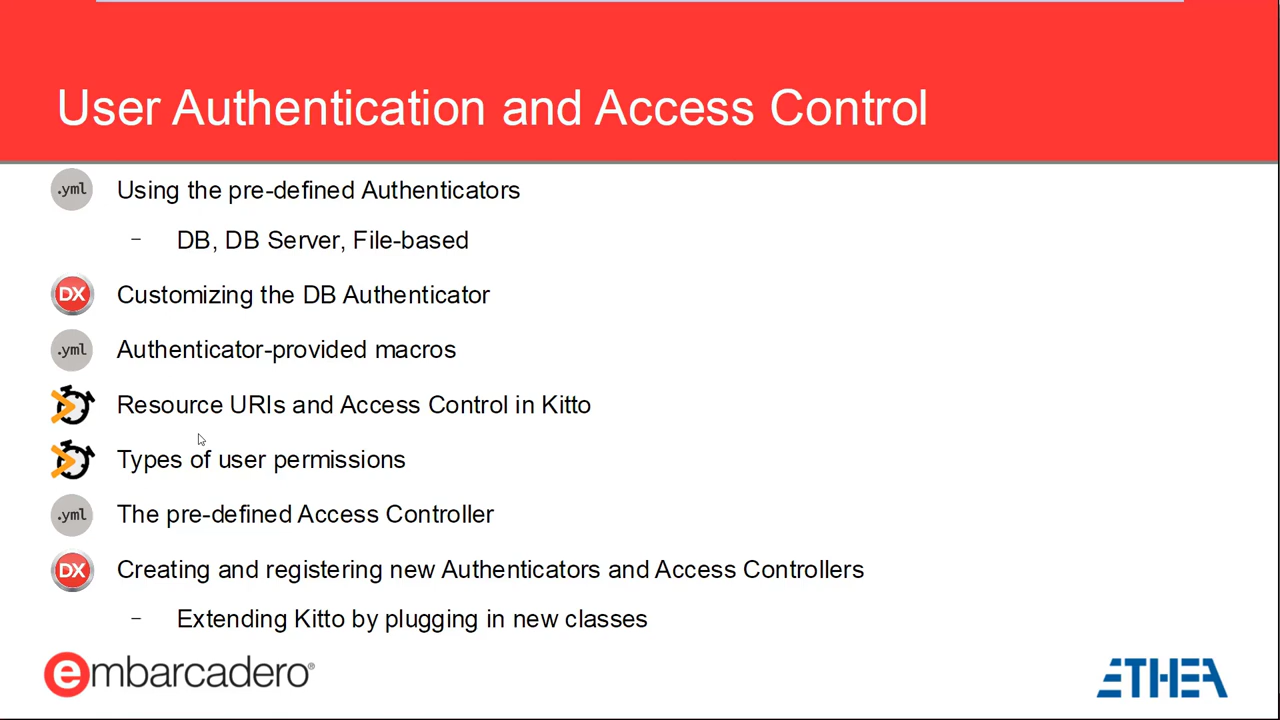 User Authentication and Access Control
.yml Using the pre-defined Authenticators
– DB, DB Server, File-based
DX Customizing the DB Authenticator
.yml Authenticator-provided macros
Resource URIs and Access Control in Kitto
Types of user permissions
.yml The pre-defined Access Controller
DX Creating and registering new Authenticators and Access Controllers
– Extending Kitto by plugging in new classes
embarcadero®
ETHEA